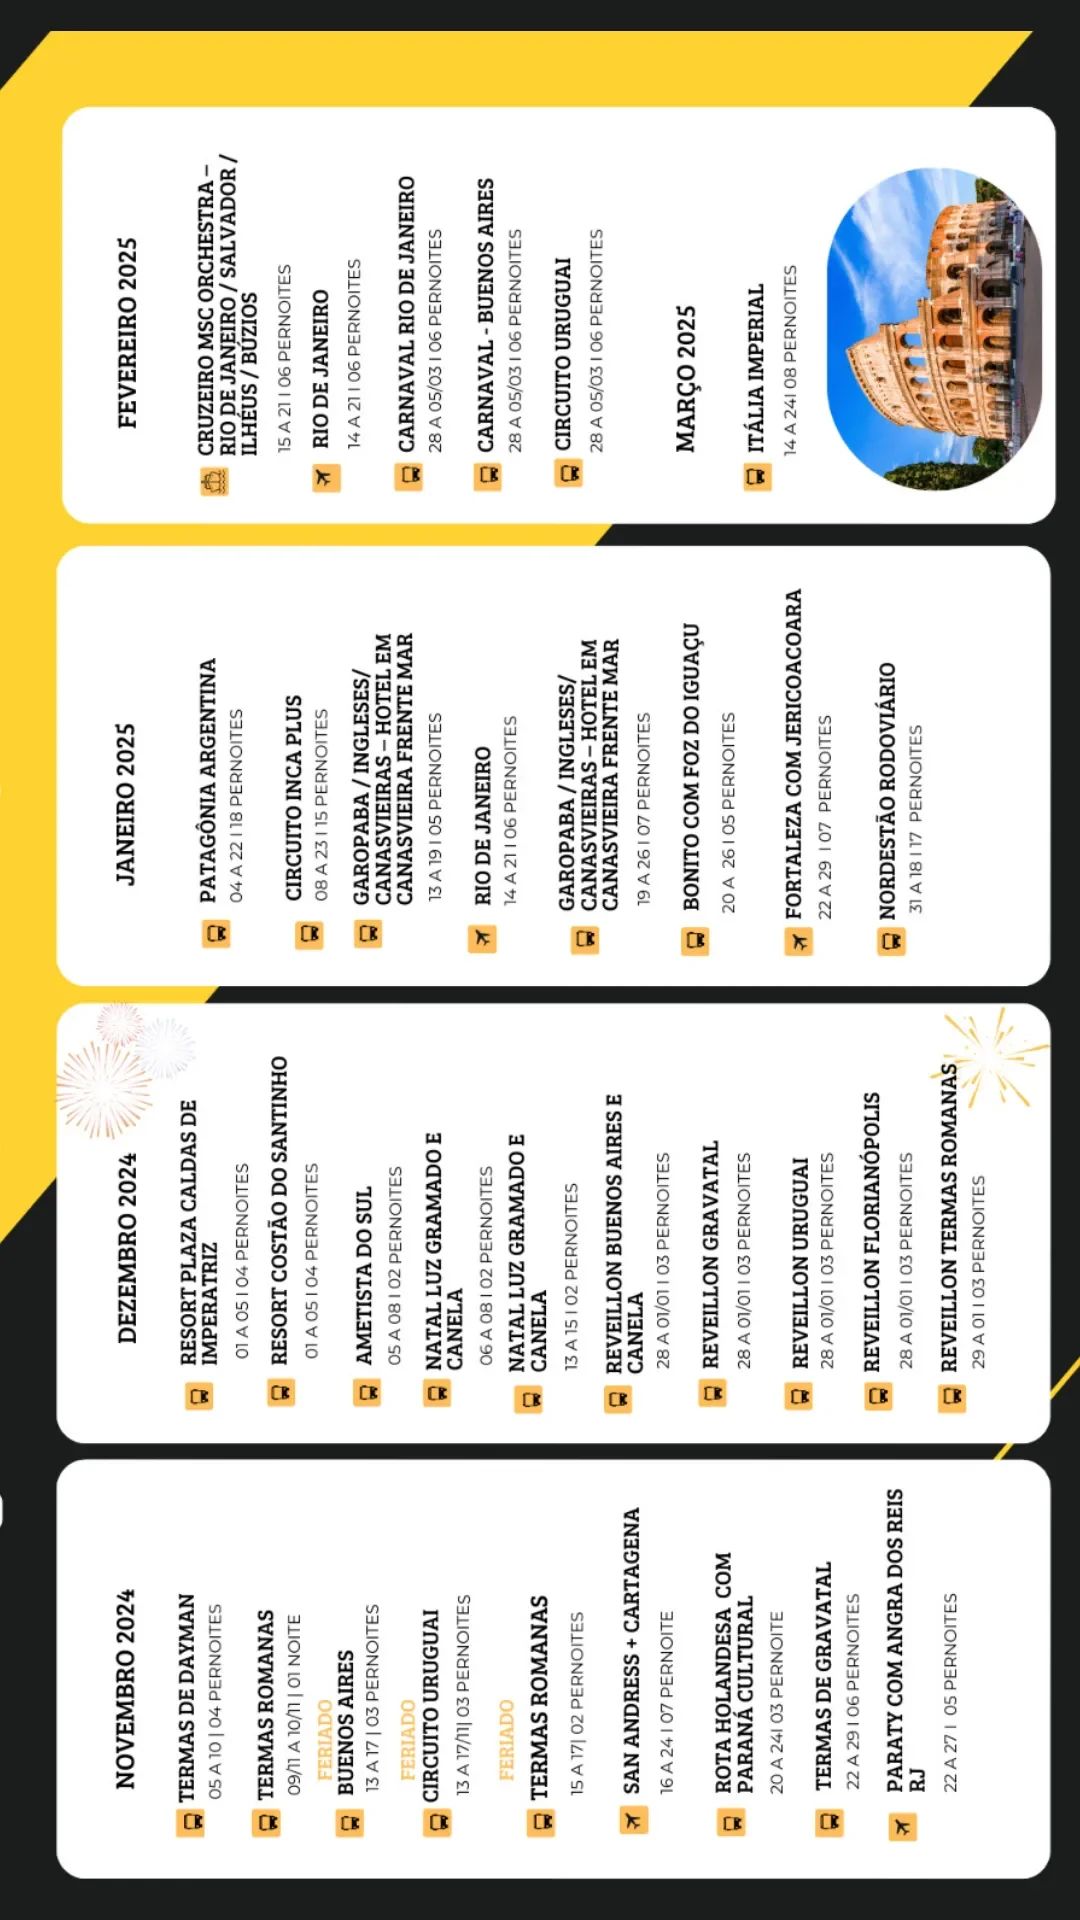 NOVEMBRO 2024
TERMAS DE DAYMAN
05 A 10 | 04 PERNOITES
TERMAS ROMANAS
09/11 A 10/11 | 01 NOITE
FERIADO
BUENOS AIRES
13 A 17 | 03 PERNOITES
FERIADO
CIRCUITO URUGUAI
13 A 17/11| 03 PERNOITES
FERIADO
TERMAS ROMANAS
15 A 17| 02 PERNOITES
SAN ANDRESS + CARTAGENA
16 A 24 I 07 PERNOITE
ROTA HOLANDESA COM
PARANÁ CULTURAL
20 A 24I 03 PERNOITE
TERMAS DE GRAVATAL
22 A 29 I 06 PERNOITES
PARATY COM ANGRA DOS REIS
RJ
22 A 27 I 05 PERNOITES
DEZEMBRO 2024
RESORT PLAZA CALDAS DE
IMPERATRIZ
01 A 05 I 04 PERNOITES
RESORT COSTÃO DO SANTINHO
01 A 05 I 04 PERNOITES
AMETISTA DO SUL
05 A 08 I 02 PERNOITES
NATAL LUZ GRAMADO E
CANELA
06 A 08 I 02 PERNOITES
NATAL LUZ GRAMADO E
CANELA
13 A 15 I 02 PERNOITES
REVEILLON BUENOS AIRES E
CANELA
28 A 01/01 I 03 PERNOITES
REVEILLON GRAVATAL
28 A 01/01 I 03 PERNOITES
REVEILLON URUGUAI
28 A 01/01 I 03 PERNOITES
REVEILLON FLORIANÓPOLIS
28 A 01/01 I 03 PERNOITES
REVEILLON TERMAS ROMANAS
29 A 01 I 03 PERNOITES
JANEIRO 2025
PATAGÔNIA ARGENTINA
04 A 22 I 18 PERNOITES
CIRCUITO INCA PLUS
08 A 23 I 15 PERNOITES
GAROPABA / INGLESES/
CANASVIEIRAS – HOTEL EM
CANASVIEIRA FRENTE MAR
13 A 19 I 05 PERNOITES
RIO DE JANEIRO
14 A 21 I 06 PERNOITES
GAROPABA / INGLESES/
CANASVIEIRAS – HOTEL EM
CANASVIEIRA FRENTE MAR
19 A 26 I 07 PERNOITES
BONITO COM FOZ DO IGUAÇU
20 A 26 I 05 PERNOITES
FORTALEZA COM JERICOACOARA
22 A 29 I 07 PERNOITES
NORDESTÃO RODOVIÁRIO
31 A 18 I 17 PERNOITES
FEVEREIRO 2025
CRUZEIRO MSC ORCHESTRA –
RIO DE JANEIRO / SALVADOR /
ILHÉUS / BUZIOS
15 A 21 I 06 PERNOITES
RIO DE JANEIRO
14 A 21 I 06 PERNOITES
CARNAVAL RIO DE JANEIRO
28 A 05/03 I 06 PERNOITES
CARNAVAL - BUENOS AIRES
28 A 05/03 I 06 PERNOITES
CIRCUITO URUGUAI
28 A 05/03 I 06 PERNOITES
MARÇO 2025
ITÁLIA IMPERIAL
14 A 24I 08 PERNOITES